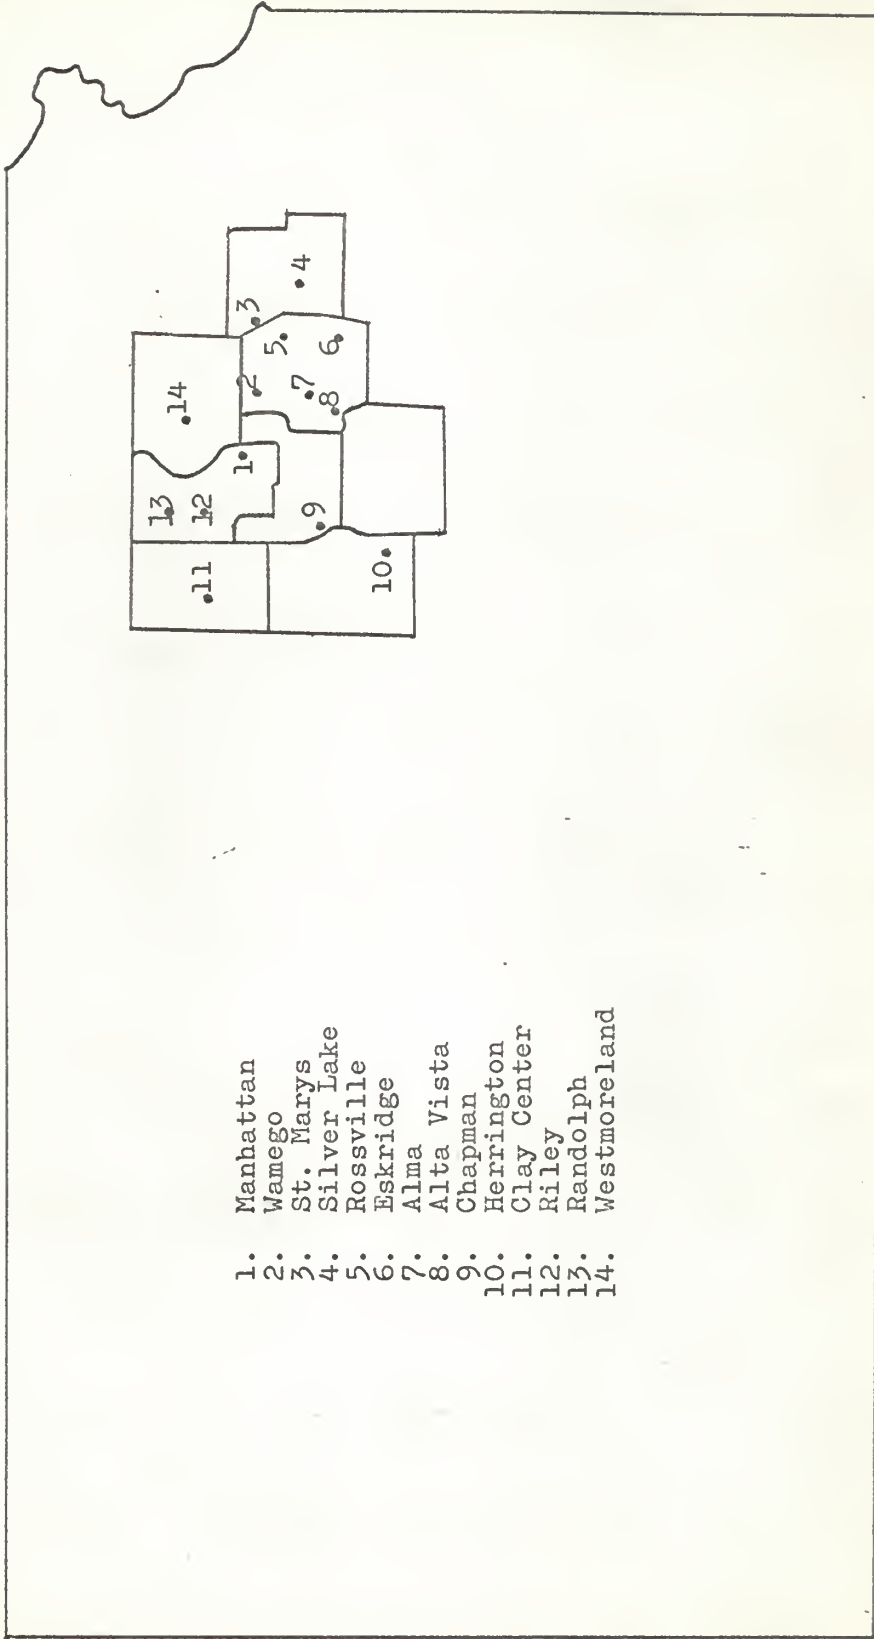 1. Manhattan
2. Wamego
3. St. Marys
4. Silver Lake
5. Rossville
6. Eskridge
7. Alma
8. Alta Vista
9. Chapman
10. Herrington
11. Clay Center
12. Riley
13. Randolph
14. Westmoreland
13
14
11
12
1
2
3
5
4
7
6
8
9
10